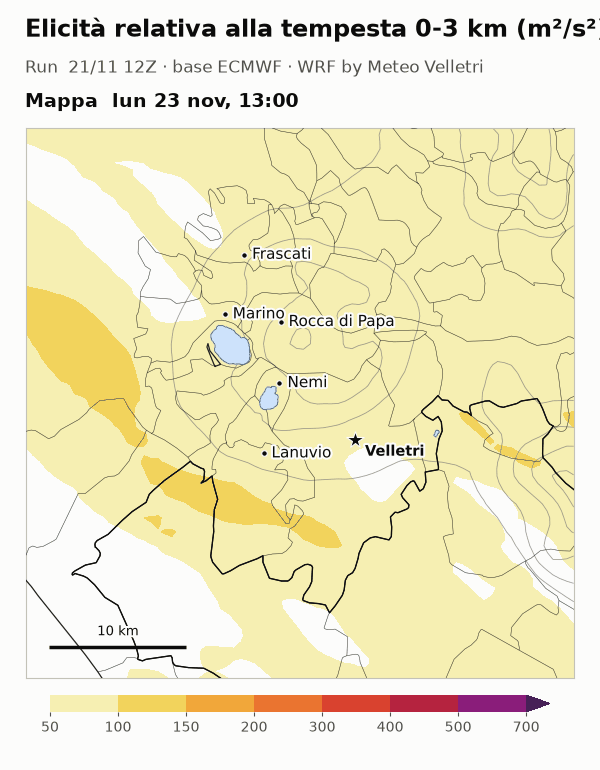 Elicità relativa alla tempesta 0-3 km (m²/s²)
Run 21/11 12Z · base ECMWF · WRF by Meteo Velletri
Mappa lun 23 nov, 13:00
Frascati
Marino
Rocca di Papa
Nemi
Velletri
Lanuvio
10 km
50 100 150 200 300 400 500 700